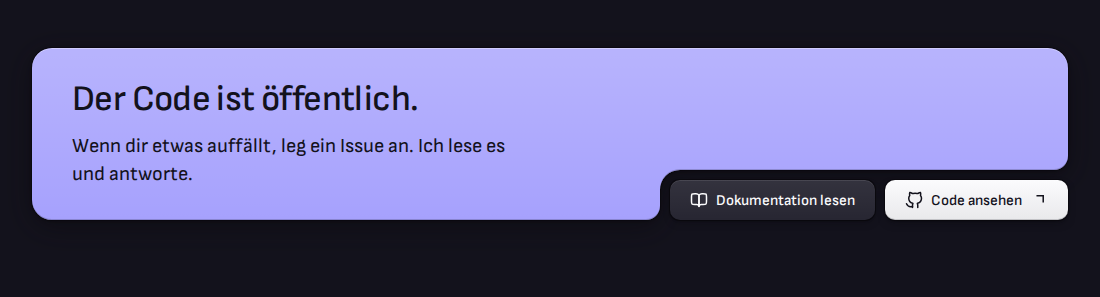 Der Code ist öffentlich.
Wenn dir etwas auffällt, leg ein Issue an. Ich lese es
und antworte.
Dokumentation lesen
Code ansehen